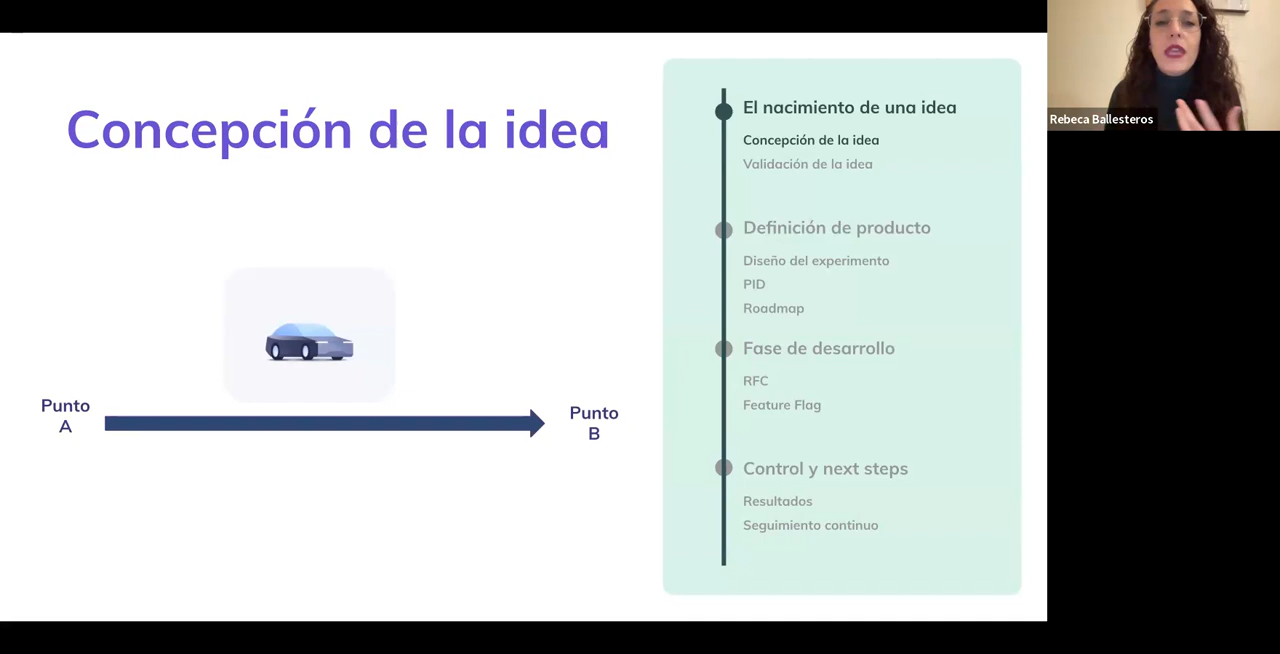 Concepción de la idea
Punto
A
Punto
B
El nacimiento de una idea
Concepción de la idea
Validación de la idea
Definición de producto
Diseño del experimento
PID
Roadmap
Fase de desarrollo
RFC
Feature Flag
Control y next steps
Resultados
Seguimiento continuo
Rebeca Ballesteros